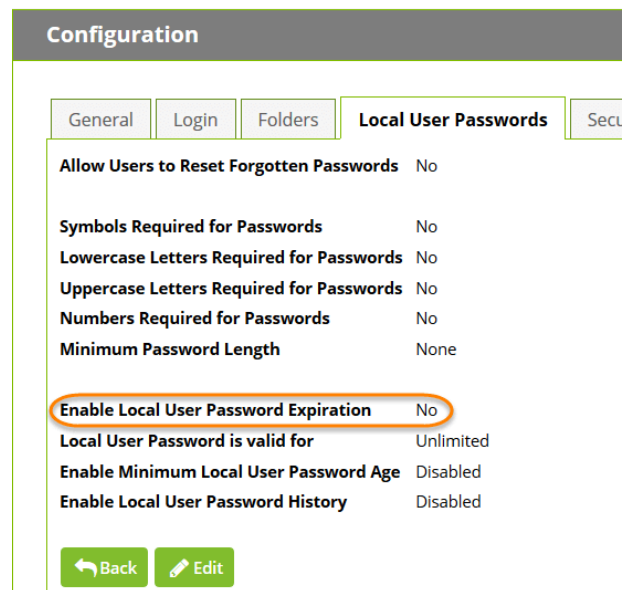 Configuration
General Login Folders Local User Passwords Secu
Allow Users to Reset Forgotten Passwords No
Symbols Required for Passwords No
Lowercase Letters Required for Passwords No
Uppercase Letters Required for Passwords No
Numbers Required for Passwords No
Minimum Password Length None
Enable Local User Password Expiration No
Local User Password is valid for Unlimited
Enable Minimum Local User Password Age Disabled
Enable Local User Password History Disabled
Back Edit